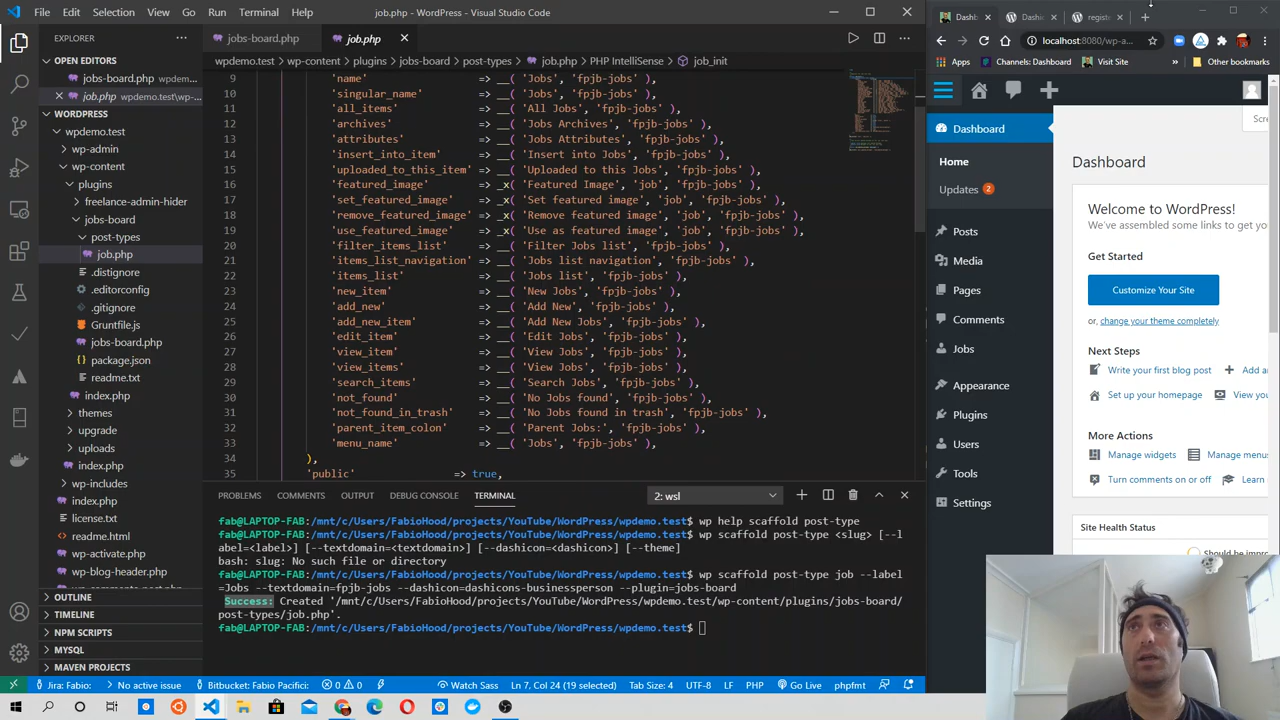 File Edit Selection View Go Run Terminal Help
job.php - WordPress - Visual Studio Code
EXPLORER
OPEN EDITORS
jobs-board.php wpdem...
job.php wpdemo.test\wp-...
WORDPRESS
wpdemo.test
wp-admin
wp-content
plugins
freelance-admin-hider
jobs-board
post-types
job.php
.distignore
.editorconfig
.gitignore
Gruntfile.js
jobs-board.php
package.json
readme.txt
index.php
themes
upgrade
uploads
index.php
wp-includes
index.php
license.txt
readme.html
wp-activate.php
wp-blog-header.php
OUTLINE
TIMELINE
NPM SCRIPTS
MYSQL
MAVEN PROJECTS
jobs-board.php job.php
wpdemo.test > wp-content > plugins > jobs-board > post-types > job.php > PHP IntelliSense > job_init
9 'name' => __( 'Jobs', 'fpjb-jobs' ),
10 'singular_name' => __( 'Jobs', 'fpjb-jobs' ),
11 'all_items' => __( 'All Jobs', 'fpjb-jobs' ),
12 'archives' => __( 'Jobs Archives', 'fpjb-jobs' ),
13 'attributes' => __( 'Jobs Attributes', 'fpjb-jobs' ),
14 'insert_into_item' => __( 'Insert into Jobs', 'fpjb-jobs' ),
15 'uploaded_to_this_item' => __( 'Uploaded to this Jobs', 'fpjb-jobs' ),
16 'featured_image' => _x( 'Featured Image', 'job', 'fpjb-jobs' ),
17 'set_featured_image' => _x( 'Set featured image', 'job', 'fpjb-jobs' ),
18 'remove_featured_image' => _x( 'Remove featured image', 'job', 'fpjb-jobs' ),
19 'use_featured_image' => _x( 'Use as featured image', 'job', 'fpjb-jobs' ),
20 'filter_items_list' => __( 'Filter Jobs list', 'fpjb-jobs' ),
21 'items_list_navigation' => __( 'Jobs list navigation', 'fpjb-jobs' ),
22 'items_list' => __( 'Jobs list', 'fpjb-jobs' ),
23 'new_item' => __( 'New Jobs', 'fpjb-jobs' ),
24 'add_new' => __( 'Add New', 'fpjb-jobs' ),
25 'add_new_item' => __( 'Add New Jobs', 'fpjb-jobs' ),
26 'edit_item' => __( 'Edit Jobs', 'fpjb-jobs' ),
27 'view_item' => __( 'View Jobs', 'fpjb-jobs' ),
28 'view_items' => __( 'View Jobs', 'fpjb-jobs' ),
29 'search_items' => __( 'Search Jobs', 'fpjb-jobs' ),
30 'not_found' => __( 'No Jobs found', 'fpjb-jobs' ),
31 'not_found_in_trash' => __( 'No Jobs found in trash', 'fpjb-jobs' ),
32 'parent_item_colon' => __( 'Parent Jobs:', 'fpjb-jobs' ),
33 'menu_name' => __( 'Jobs', 'fpjb-jobs' ),
34 ),
35 'public' => true,
PROBLEMS COMMENTS OUTPUT DEBUG CONSOLE TERMINAL 2: wsl
fab@LAPTOP-FAB:/mnt/c/Users/FabioHood/projects/YouTube/WordPress/wpdemo.test$ wp help scaffold post-type
fab@LAPTOP-FAB:/mnt/c/Users/FabioHood/projects/YouTube/WordPress/wpdemo.test$ wp scaffold post-type <slug> [--l
abel=<label>] [--textdomain=<textdomain>] [--dashicon=<dashicon>] [--theme]
bash: slug: No such file or directory
fab@LAPTOP-FAB:/mnt/c/Users/FabioHood/projects/YouTube/WordPress/wpdemo.test$ wp scaffold post-type job --label
=Jobs --textdomain=fpjb-jobs --dashicon=dashicons-businessperson --plugin=jobs-board
Success: Created '/mnt/c/Users/FabioHood/projects/YouTube/WordPress/wpdemo.test/wp-content/plugins/jobs-board/
post-types/job.php'.
fab@LAPTOP-FAB:/mnt/c/Users/FabioHood/projects/YouTube/WordPress/wpdemo.test$
Jira: Fabio: No active issue Bitbucket: Fabio Pacific: 0 0 Watch Sass Ln 7, Col 24 (19 selected) Tab Size: 4 UTF-8 LF PHP Go Live phpfmt
Dashb Dashb registe
localhost:8080/wp-a...
Apps Channels: Dashboard Visit Site » Other bookmarks
Dashboard
Home
Updates 2
Posts
Media
Pages
Comments
Jobs
Appearance
Plugins
Users
Tools
Settings
Scre
Dashboard
Welcome to WordPress!
We've assembled some links to get yo
Get Started
Customize Your Site
or, change your theme completely
Next Steps
Write your first blog post Add a
Set up your homepage View you
More Actions
Manage widgets Manage menu
Turn comments on or off Learn
Site Health Status
Should be impro